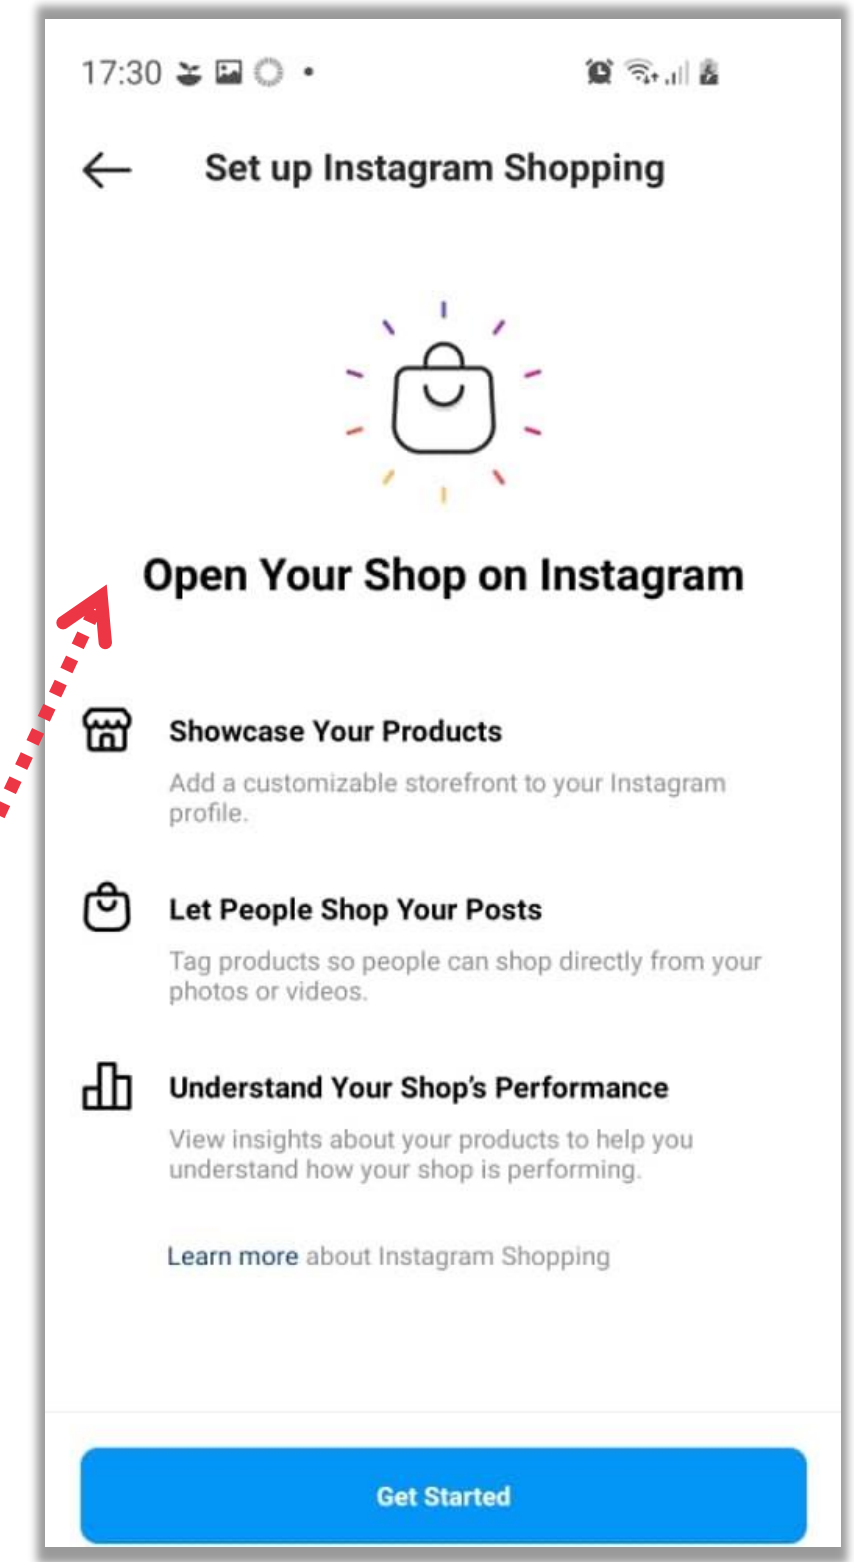 17:30
Set up Instagram Shopping
Open Your Shop on Instagram
Showcase Your Products
Add a customizable storefront to your Instagram
profile.
Let People Shop Your Posts
Tag products so people can shop directly from your
photos or videos.
Understand Your Shop's Performance
View insights about your products to help you
understand how your shop is performing.
Learn more about Instagram Shopping
Get Started